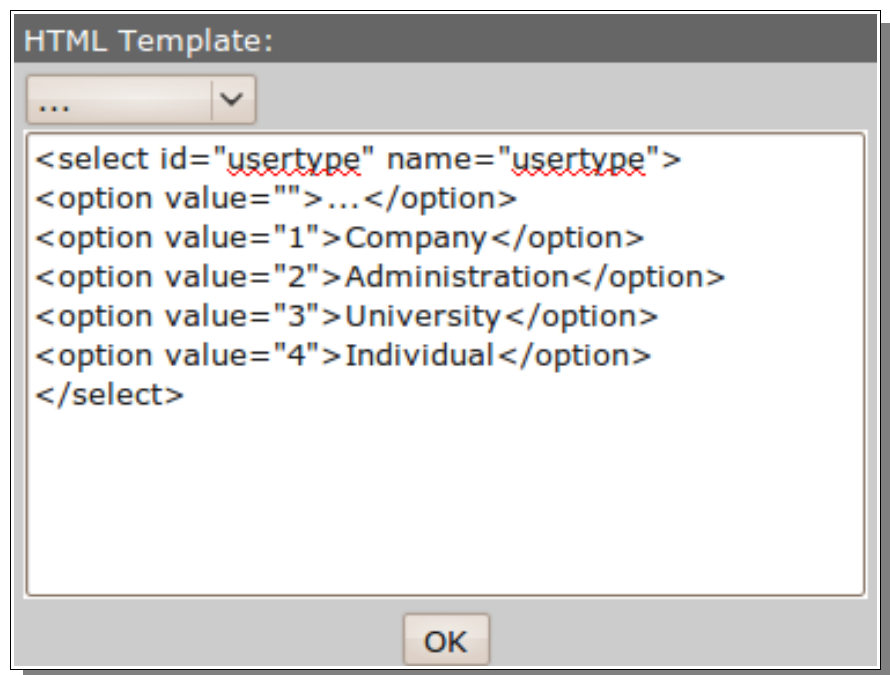 HTML Template:
...
<select id="usertype" name="usertype">
<option value="">...</option>
<option value="1">Company</option>
<option value="2">Administration</option>
<option value="3">University</option>
<option value="4">Individual</option>
</select>
OK